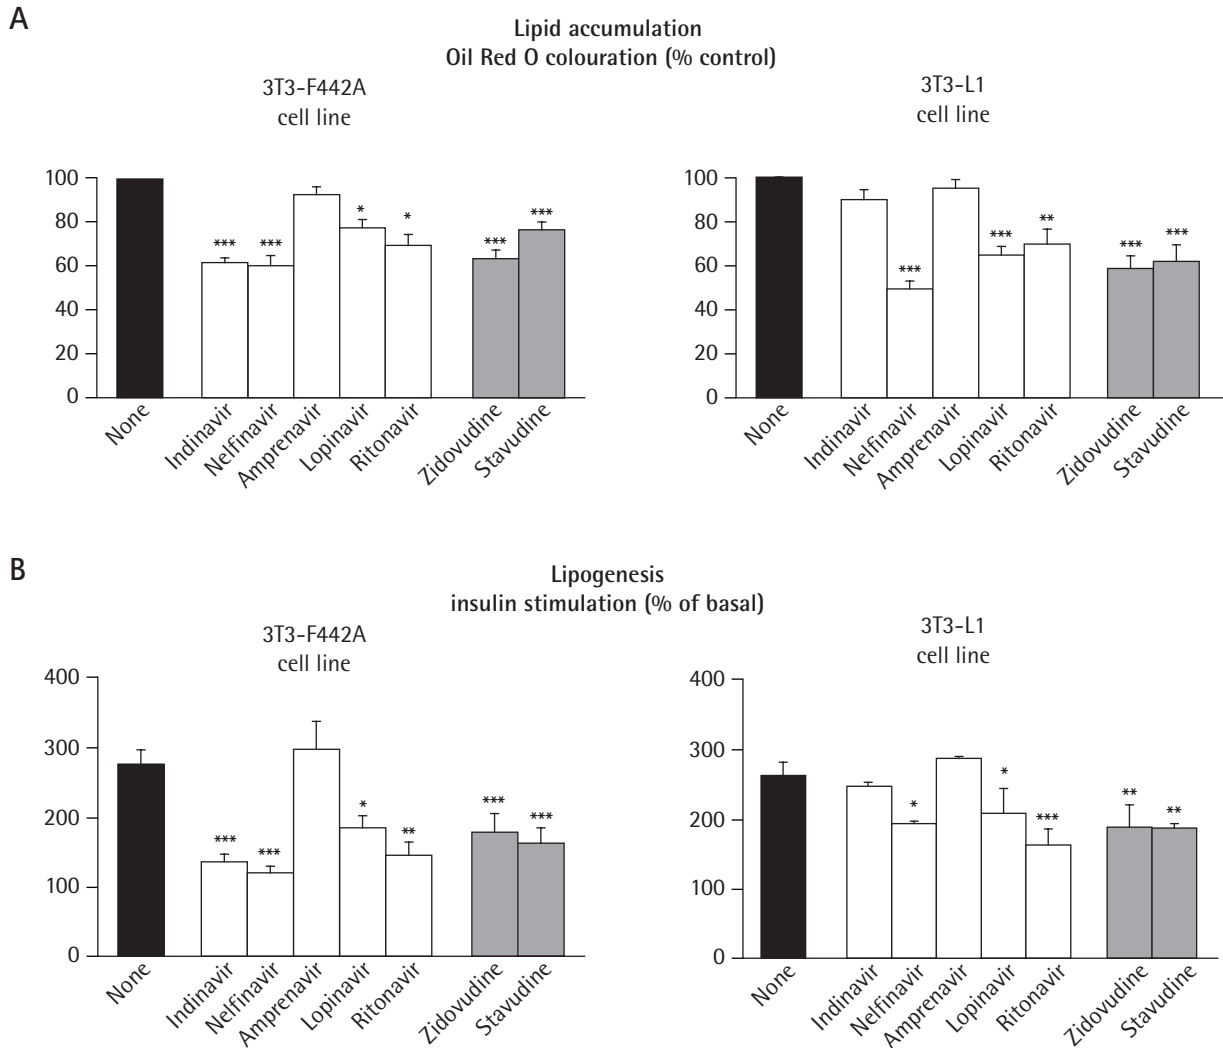 A
Lipid accumulation
Oil Red O colouration (% control)
3T3-F442A
cell line
100
80
60
40
20
0
***
***
*
*
***
***
None
Indinavir
Nelfinavir
Amprenavir
Lopinavir
Ritonavir
Zidovudine
Stavudine
3T3-L1
cell line
100
80
60
40
20
0
***
***
**
***
***
None
Indinavir
Nelfinavir
Amprenavir
Lopinavir
Ritonavir
Zidovudine
Stavudine
B
Lipogenesis
insulin stimulation (% of basal)
3T3-F442A
cell line
400
300
200
100
0
***
***
*
**
***
***
None
Indinavir
Nelfinavir
Amprenavir
Lopinavir
Ritonavir
Zidovudine
Stavudine
3T3-L1
cell line
400
300
200
100
0
*
*
***
**
**
None
Indinavir
Nelfinavir
Amprenavir
Lopinavir
Ritonavir
Zidovudine
Stavudine